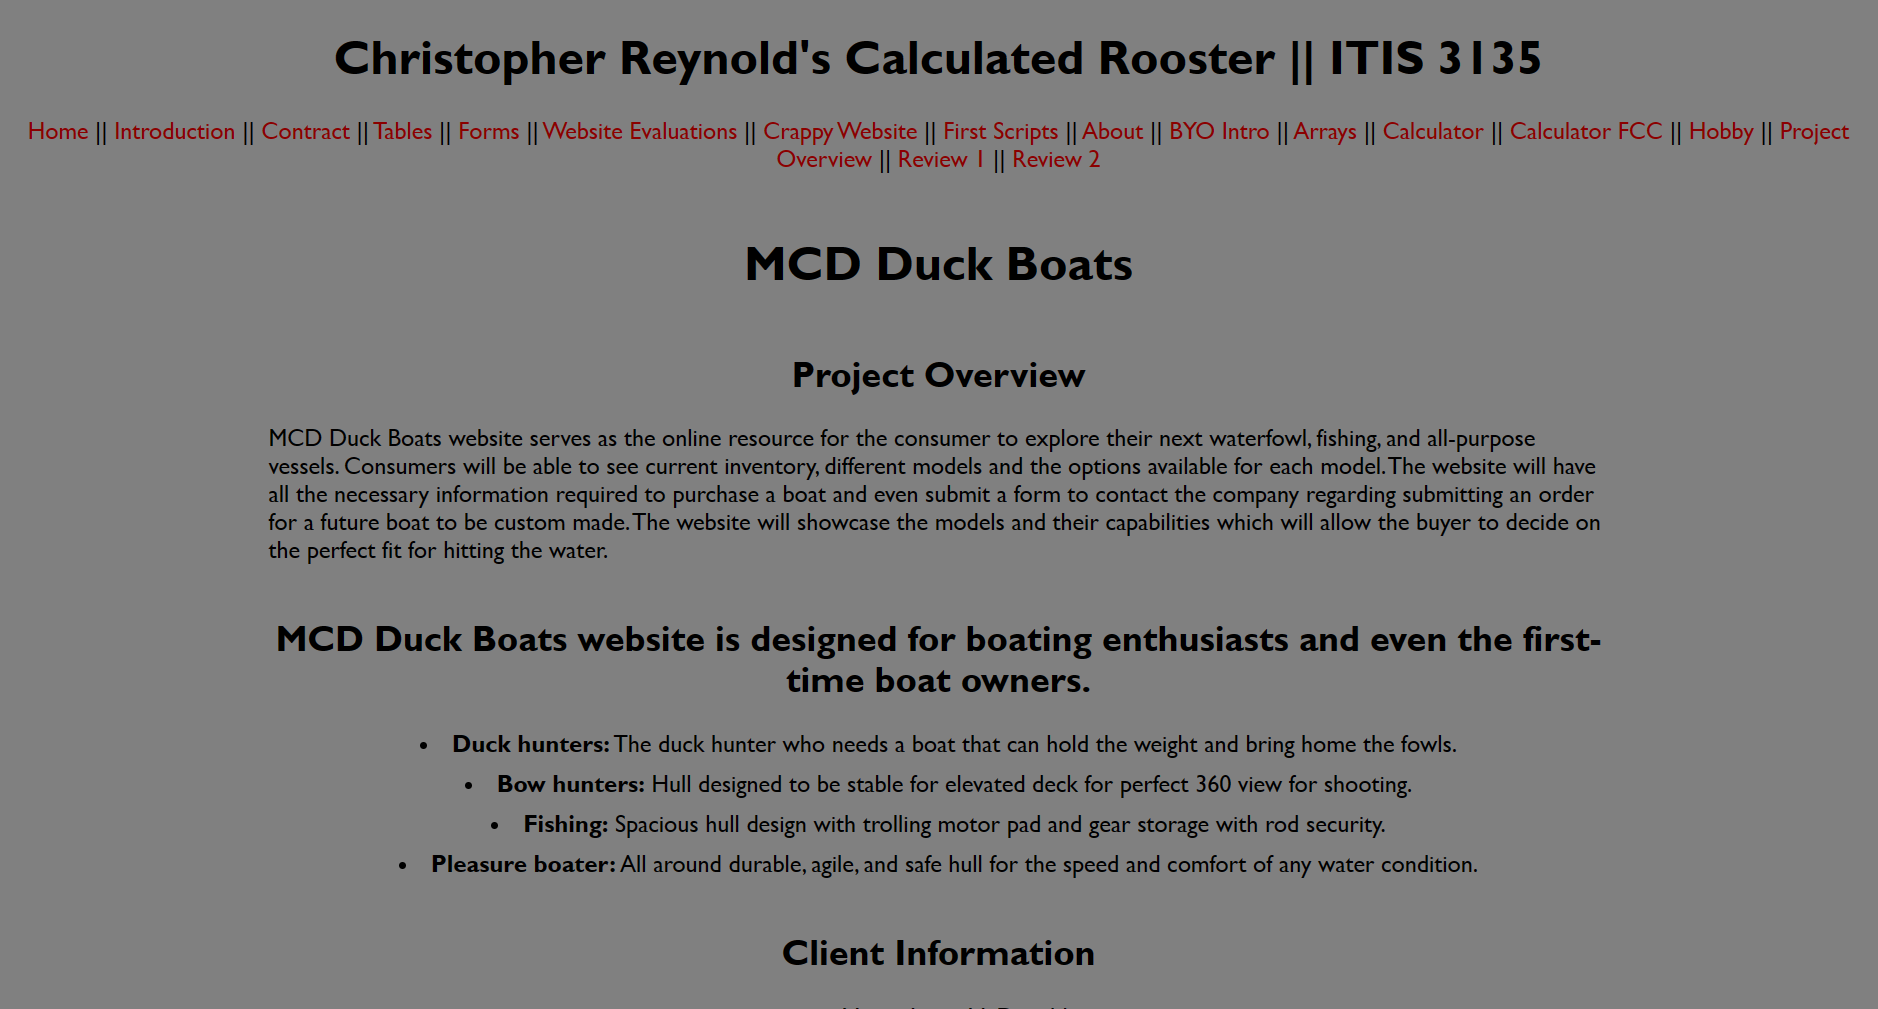 Christopher Reynold's Calculated Rooster || ITIS 3135
Home || Introduction || Contract || Tables || Forms || Website Evaluations || Crappy Website || First Scripts || About || BYO Intro || Arrays || Calculator || Calculator FCC || Hobby || Project
Overview || Review 1 || Review 2
MCD Duck Boats
Project Overview
MCD Duck Boats website serves as the online resource for the consumer to explore their next waterfowl, fishing, and all-purpose
vessels. Consumers will be able to see current inventory, different models and the options available for each model. The website will have
all the necessary information required to purchase a boat and even submit a form to contact the company regarding submitting an order
for a future boat to be custom made. The website will showcase the models and their capabilities which will allow the buyer to decide on
the perfect fit for hitting the water.
MCD Duck Boats website is designed for boating enthusiasts and even the first-
time boat owners.
• Duck hunters: The duck hunter who needs a boat that can hold the weight and bring home the fowls.
• Bow hunters: Hull designed to be stable for elevated deck for perfect 360 view for shooting.
• Fishing: Spacious hull design with trolling motor pad and gear storage with rod security.
• Pleasure boater: All around durable, agile, and safe hull for the speed and comfort of any water condition.
Client Information